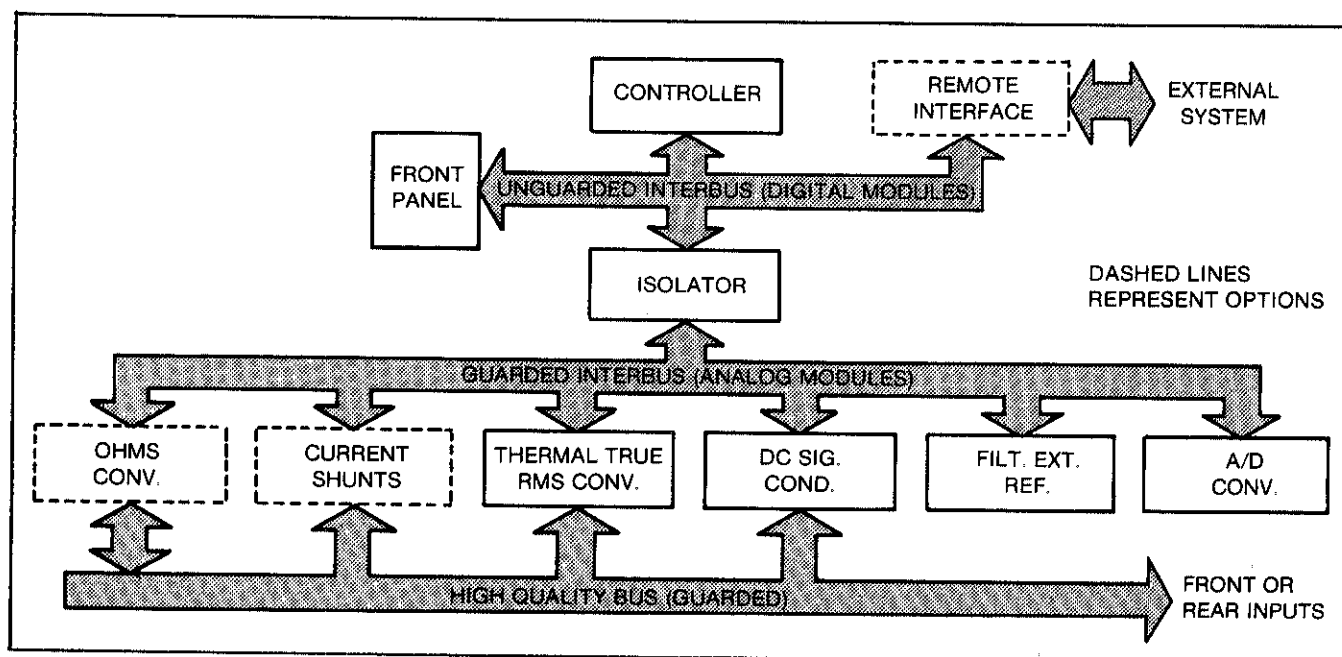 CONTROLLER
REMOTE
INTERFACE
EXTERNAL
SYSTEM
FRONT
PANEL
UNGUARDED INTERBUS (DIGITAL MODULES)
ISOLATOR
DASHED LINES
REPRESENT OPTIONS
GUARDED INTERBUS (ANALOG MODULES)
OHMS
CONV.
CURRENT
SHUNTS
THERMAL TRUE
RMS CONV.
DC SIG.
COND.
FILT. EXT.
REF.
A/D
CONV.
HIGH QUALITY BUS (GUARDED)
FRONT OR
REAR INPUTS